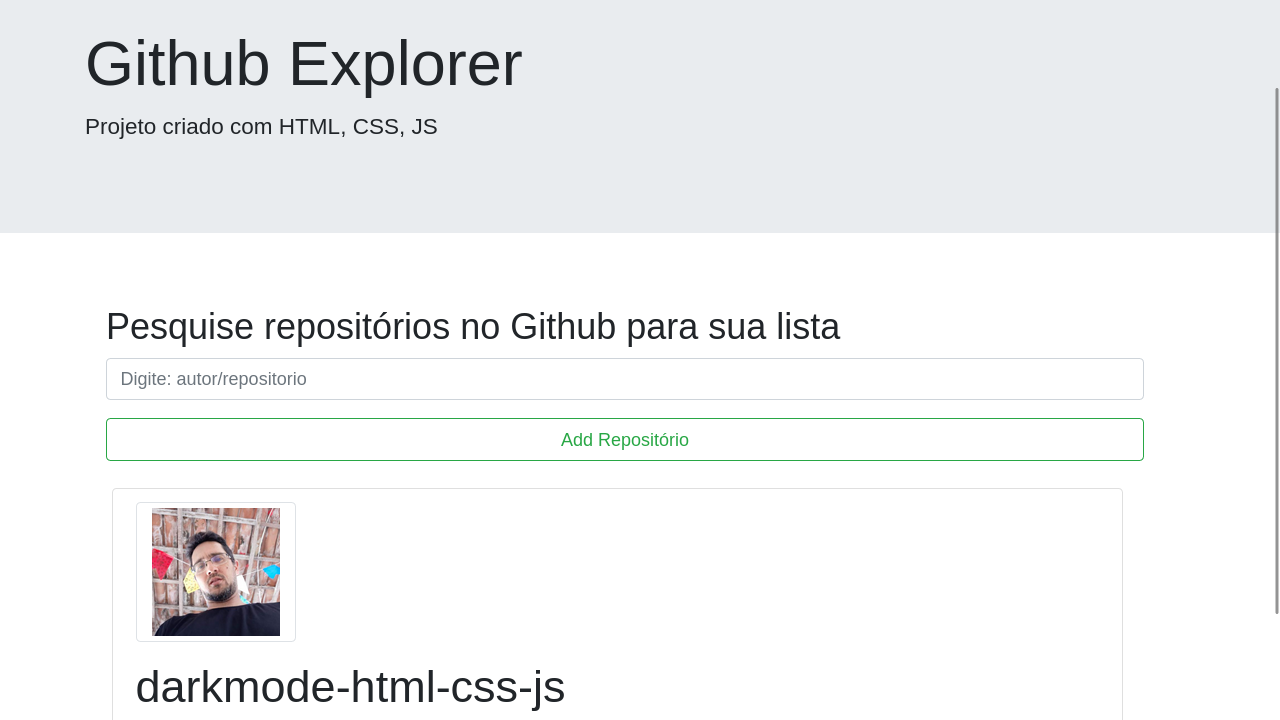 Github Explorer
Projeto criado com HTML, CSS, JS
Pesquise repositórios no Github para sua lista
Digite: autor/repositorio
Add Repositório
darkmode-html-css-js